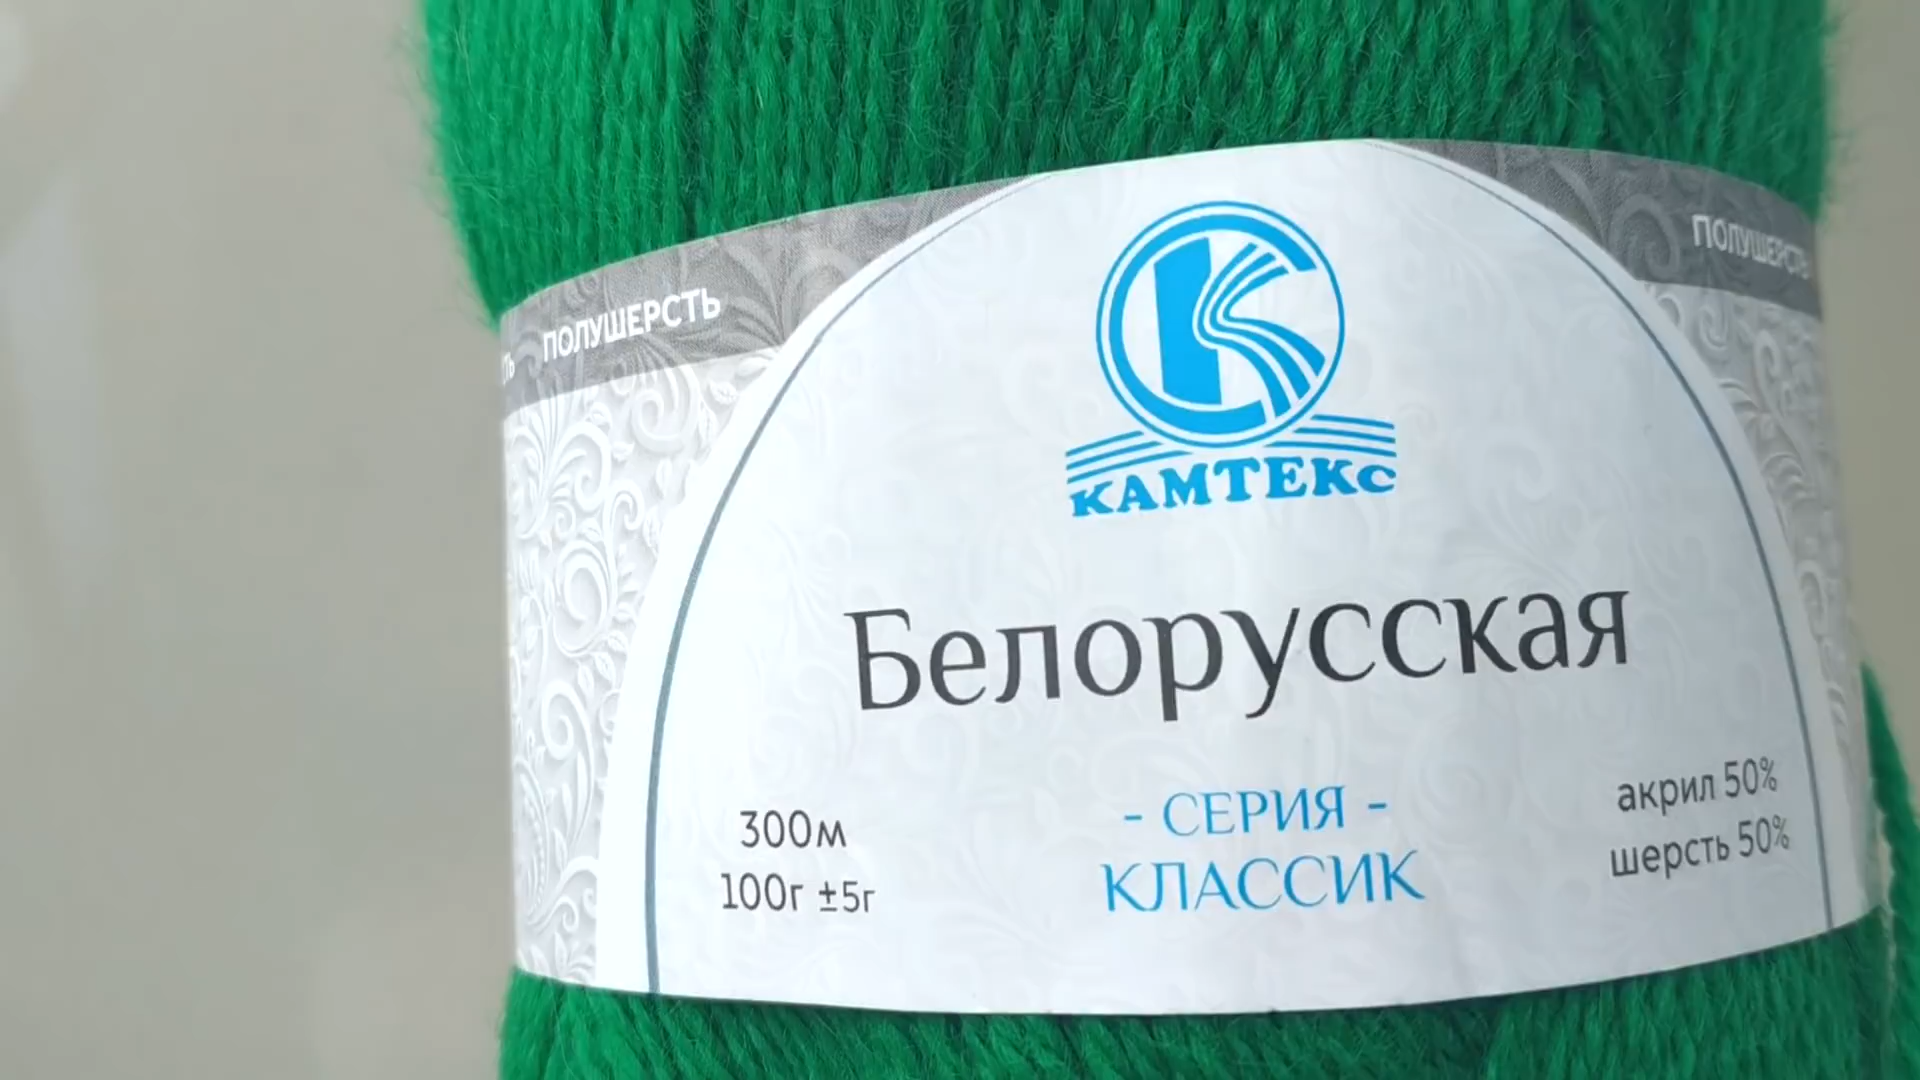 ПОЛУШЕРСТЬ
ПОЛУШЕРСТЬ
КАМТЕКС
Белорусская
300м
100г ±5г
- СЕРИЯ -
КЛАССИК
акрил 50%
шерсть 50%